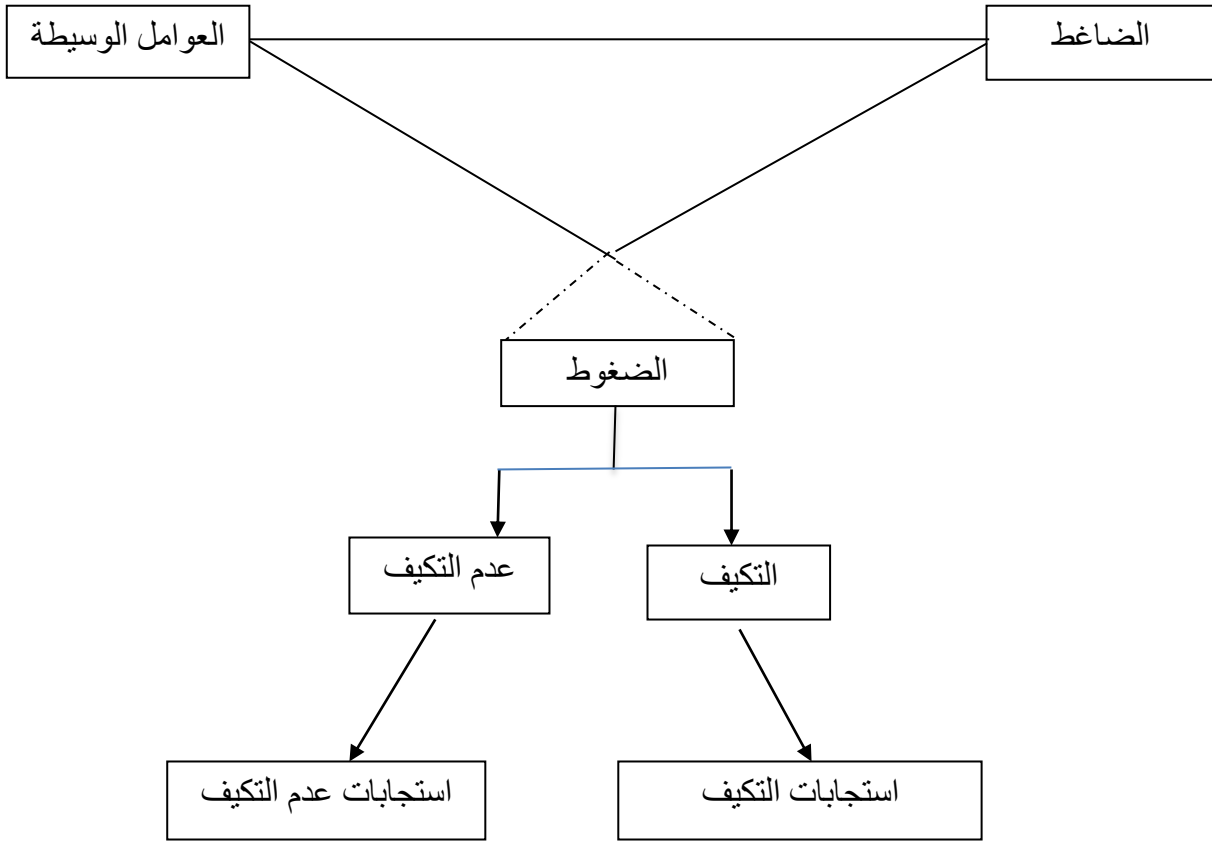 الضاغط
العوامل الوسيطة
الضغوط
التكيف
عدم التكيف
استجابات التكيف
استجابات عدم التكيف